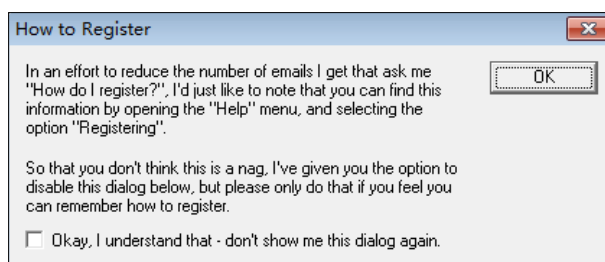 How to Register
In an effort to reduce the number of emails I get that ask me
"How do I register?", I'd just like to note that you can find this
information by opening the "Help" menu, and selecting the
option "Registering".
OK
So that you don't think this is a nag, I've given you the option to
disable this dialog below, but please only do that if you feel you
can remember how to register.
Okay, I understand that - don't show me this dialog again.